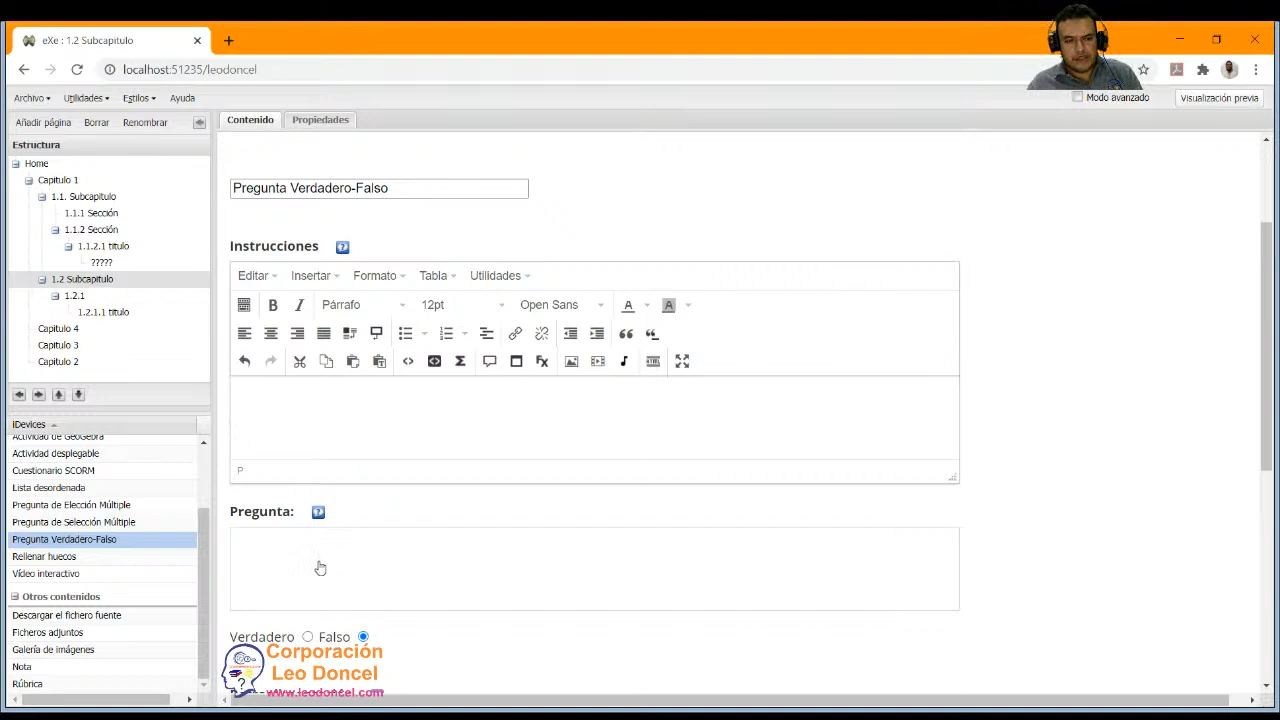 eXe : 1.2 Subcapitulo
localhost:51235/leodoncel
Archivo Utilidades Estilos Ayuda
Modo avanzado
Visualización previa
Añadir página Borrar Renombrar
Contenido Propiedades
Estructura
Home
Capitulo 1
1.1. Subcapitulo
1.1.1 Sección
1.1.2 Sección
1.1.2.1 titulo
?????
1.2 Subcapitulo
1.2.1
1.2.1.1 titulo
Capitulo 4
Capitulo 3
Capitulo 2
iDevices
Actividad de GeoGebra
Actividad desplegable
Cuestionario SCORM
Lista desordenada
Pregunta de Elección Múltiple
Pregunta de Selección Múltiple
Pregunta Verdadero-Falso
Rellenar huecos
Vídeo interactivo
Otros contenidos
Descargar el fichero fuente
Ficheros adjuntos
Galería de imágenes
Nota
Rúbrica
Pregunta Verdadero-Falso
Instrucciones
Editar Insertar Formato Tabla Utilidades
Párrafo 12pt Open Sans
P
Pregunta:
Verdadero Falso
Corporación
Leo Doncel
www.leodoncel.com